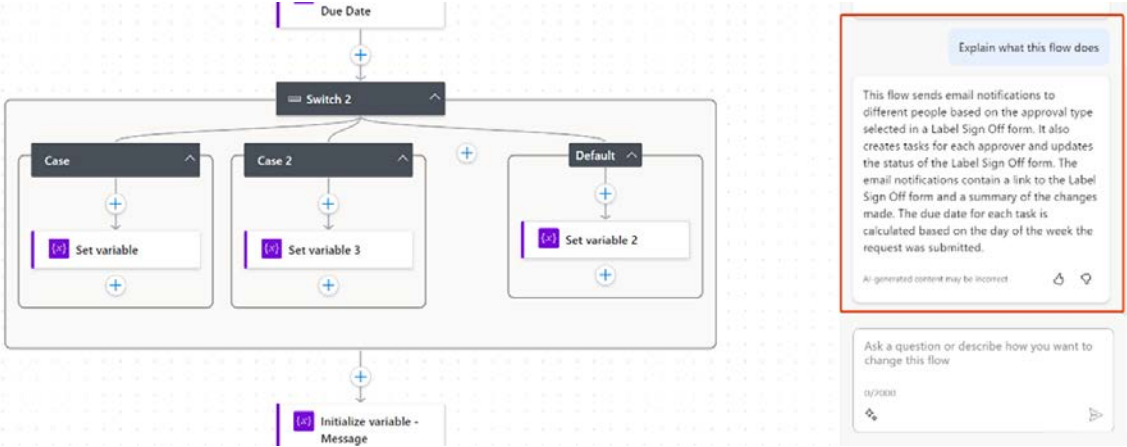 Due Date
Switch 2
Case
Case 2
Default
{x} Set variable
{x} Set variable 3
{x} Set variable 2
{x} Initialize variable -
Message
Explain what this flow does
This flow sends email notifications to
different people based on the approval type
selected in a Label Sign Off form. It also
creates tasks for each approver and updates
the status of the Label Sign Off form. The
email notifications contain a link to the Label
Sign Off form and a summary of the changes
made. The due date for each task is
calculated based on the day of the week the
request was submitted.
AI-generated content may be incorrect
Ask a question or describe how you want to
change this flow
0/2000